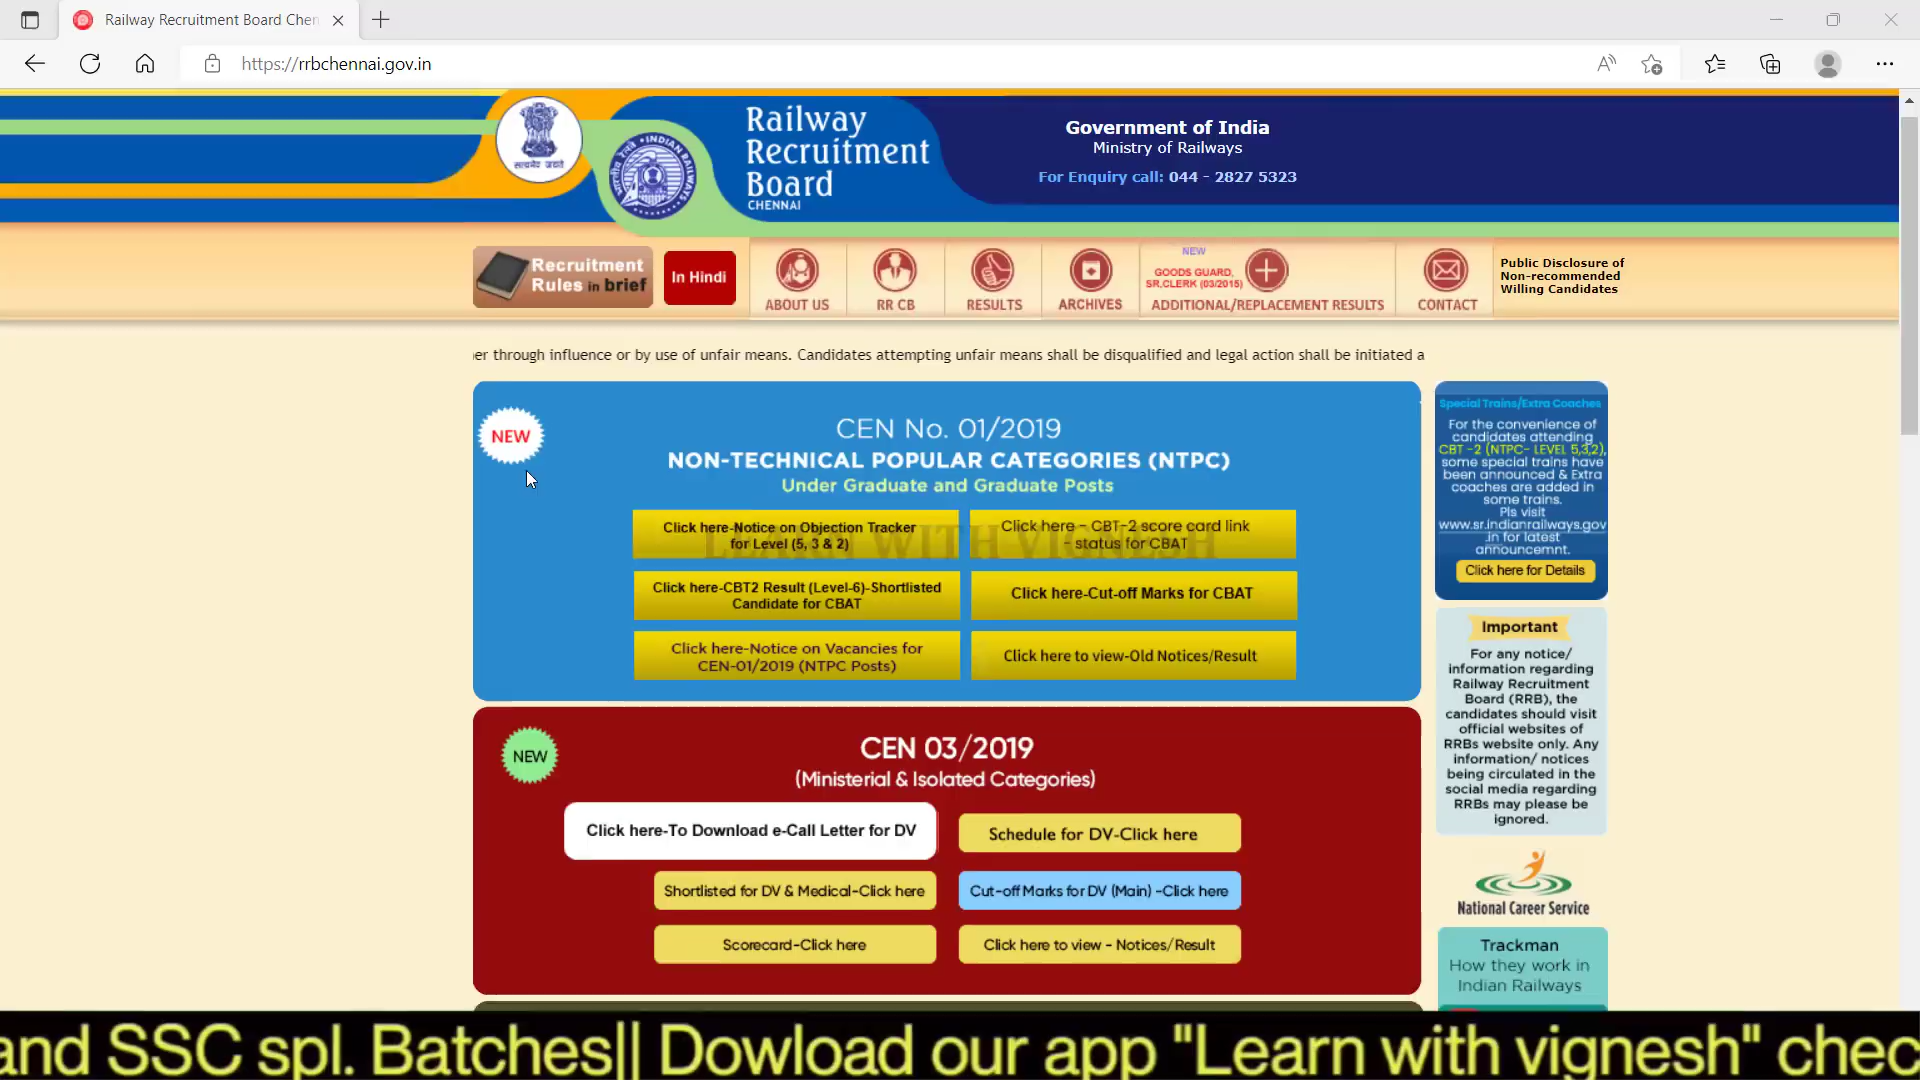 Railway Recruitment Board Chen
https://rrbchennai.gov.in
सत्यमेव जयते
Railway
Recruitment
Board
CHENNAI
Government of India
Ministry of Railways
For Enquiry call: 044 - 2827 5323
Recruitment
Rules in brief
In Hindi
ABOUT US
RR CB
RESULTS
ARCHIVES
NEW
GOODS GUARD,
SR.CLERK (03/2015)
ADDITIONAL/REPLACEMENT RESULTS
CONTACT
Public Disclosure of
Non-recommended
Willing Candidates
er through influence or by use of unfair means. Candidates attempting unfair means shall be disqualified and legal action shall be initiated a
NEW
CEN No. 01/2019
NON-TECHNICAL POPULAR CATEGORIES (NTPC)
Under Graduate and Graduate Posts
Click here-Notice on Objection Tracker
for Level (5, 3 & 2)
Click here - CBT-2 score card link
- status for CBAT
LEARN WITH VIGNESH
Click here-CBT2 Result (Level-6)-Shortlisted
Candidate for CBAT
Click here-Cut-off Marks for CBAT
Click here-Notice on Vacancies for
CEN-01/2019 (NTPC Posts)
Click here to view-Old Notices/Result
NEW
CEN 03/2019
(Ministerial & Isolated Categories)
Click here-To Download e-Call Letter for DV
Schedule for DV-Click here
Shortlisted for DV & Medical-Click here
Cut-off Marks for DV (Main) -Click here
Scorecard-Click here
Click here to view - Notices/Result
Special Trains/Extra Coaches
For the convenience of
candidates attending
CBT -2 (NTPC- LEVEL 5,3,2),
some special trains have
been announced & Extra
coaches are added in
some trains.
Pls visit
www.sr.indianrailways.gov
.in for latest
announcemnt.
Click here for Details
Important
For any notice/
information regarding
Railway Recruitment
Board (RRB), the
candidates should visit
official websites of
RRBs website only. Any
information/ notices
being circulated in the
social media regarding
RRBs may please be
ignored.
National Career Service
Trackman
How they work in
Indian Railways
and SSC spl. Batches|| Dowload our app "Learn with vignesh" chec